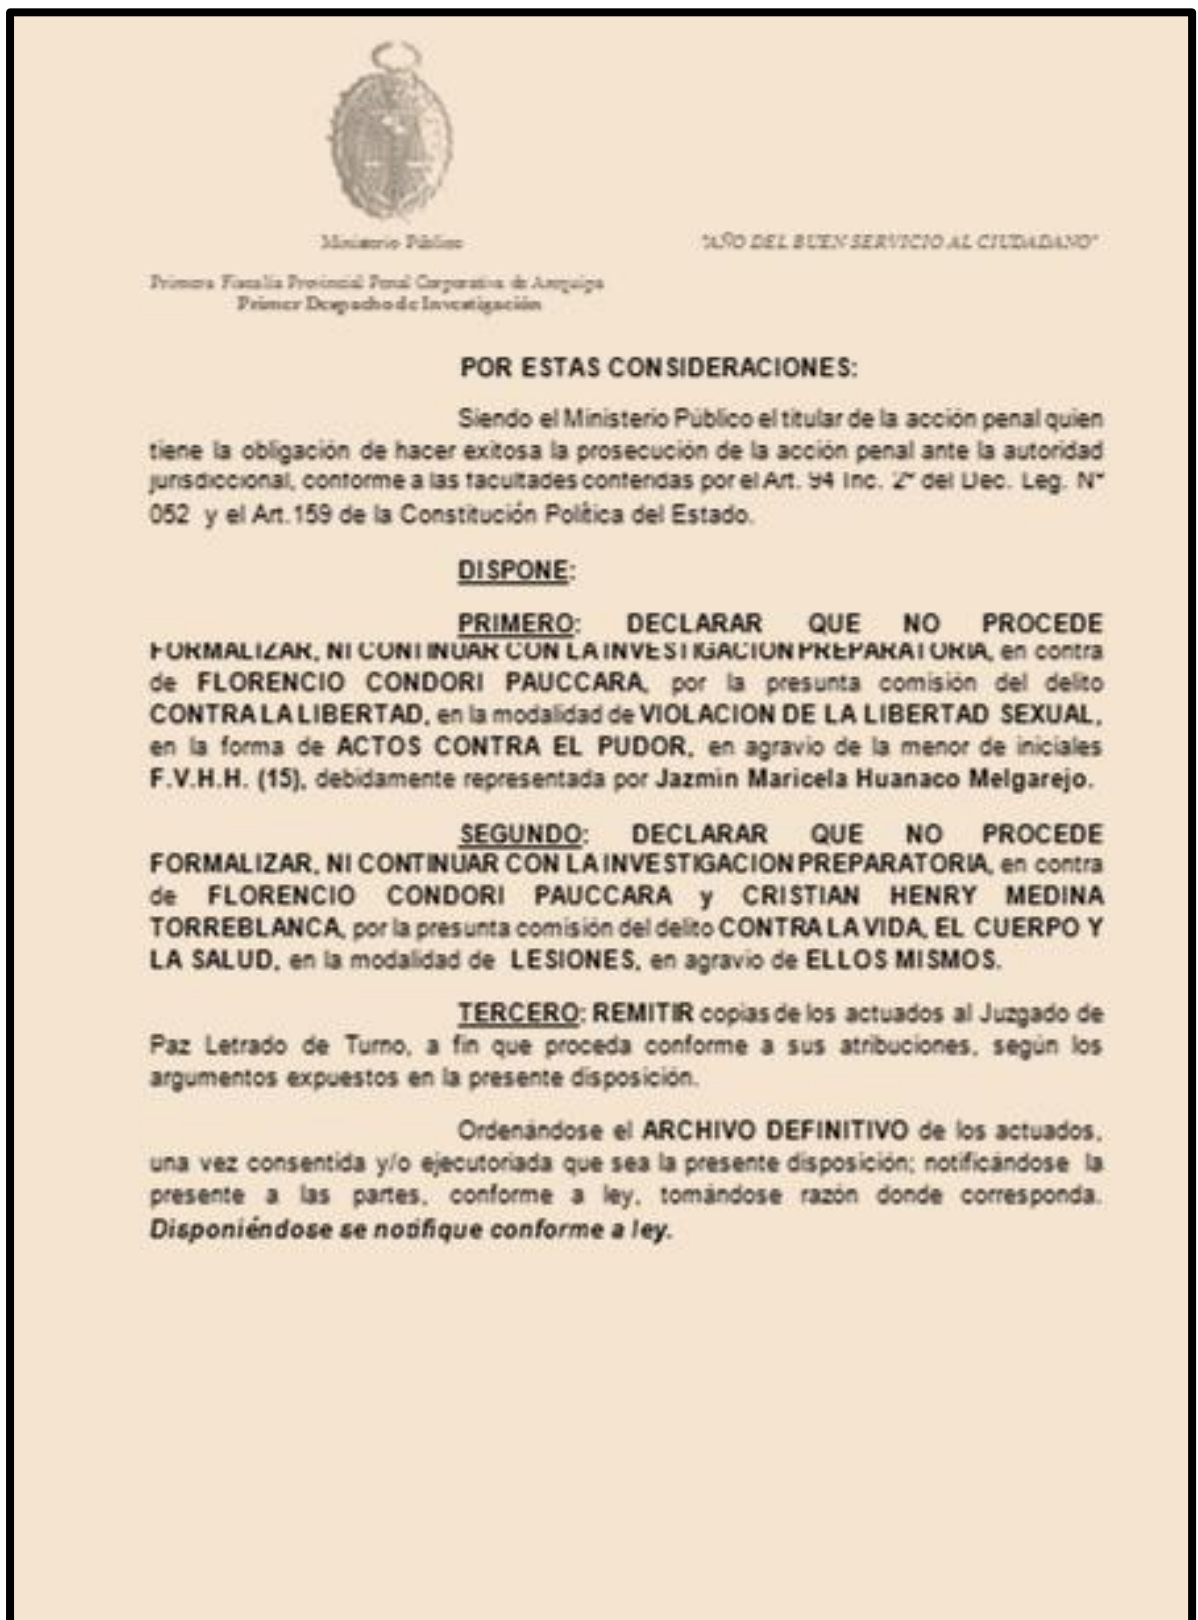 Ministerio Público
"AÑO DEL BUEN SERVICIO AL CIUDADANO"
Primera Fiscalía Provincial Penal Corporativa de Arequipa
Primer Despacho de Investigación
POR ESTAS CONSIDERACIONES:
Siendo el Ministerio Público el titular de la acción penal quien
tiene la obligación de hacer exitosa la prosecución de la acción penal ante la autoridad
jurisdiccional, conforme a las facultades conferidas por el Art. 94 Inc. 2° del Dec. Leg. N°
052 y el Art.159 de la Constitución Política del Estado.
DISPONE:
PRIMERO: DECLARAR QUE NO PROCEDE
FORMALIZAR, NI CONTINUAR CON LA INVESTIGACION PREPARATORIA, en contra
de FLORENCIO CONDORI PAUCCARA, por la presunta comisión del delito
CONTRA LA LIBERTAD, en la modalidad de VIOLACION DE LA LIBERTAD SEXUAL,
en la forma de ACTOS CONTRA EL PUDOR, en agravio de la menor de iniciales
F.V.H.H. (15), debidamente representada por Jazmin Maricela Huanaco Melgarejo.
SEGUNDO: DECLARAR QUE NO PROCEDE
FORMALIZAR, NI CONTINUAR CON LA INVESTIGACION PREPARATORIA, en contra
de FLORENCIO CONDORI PAUCCARA y CRISTIAN HENRY MEDINA
TORREBLANCA, por la presunta comisión del delito CONTRA LA VIDA, EL CUERPO Y
LA SALUD, en la modalidad de LESIONES, en agravio de ELLOS MISMOS.
TERCERO: REMITIR copias de los actuados al Juzgado de
Paz Letrado de Turno, a fin que proceda conforme a sus atribuciones, según los
argumentos expuestos en la presente disposición.
Ordenándose el ARCHIVO DEFINITIVO de los actuados,
una vez consentida y/o ejecutoriada que sea la presente disposición; notificándose la
presente a las partes, conforme a ley, tomándose razón donde corresponda.
Disponiéndose se notifique conforme a ley.